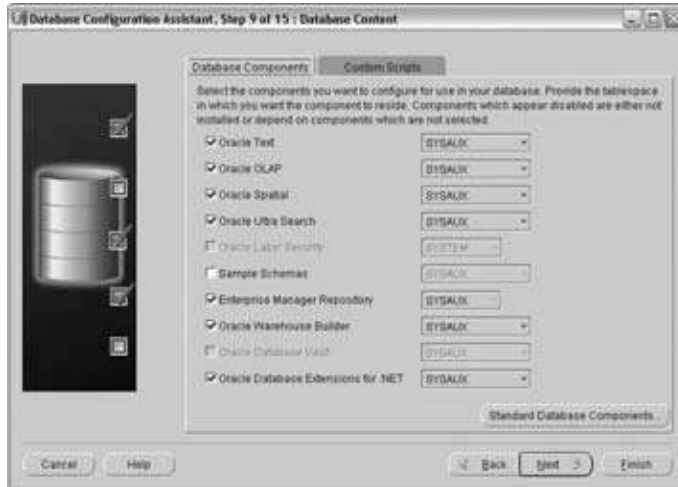 Database Configuration Assistant, Step 9 of 15 : Database Content
Database Components Custom Scripts
Select the components you want to configure for use in your database. Provide the tablespace
in which you want the component to reside. Components which appear disabled are either not
installed or depend on components which are not selected.
Oracle Text SYSAUX
Oracle OLAP SYSAUX
Oracle Spatial SYSAUX
Oracle Ultra Search SYSAUX
Oracle Label Security SYSTEM
Sample Schemas SYSAUX
Enterprise Manager Repository SYSAUX
Oracle Warehouse Builder SYSAUX
Oracle Database Vault SYSAUX
Oracle Database Extensions for .NET SYSAUX
Standard Database Components...
Cancel Help Back Next Finish